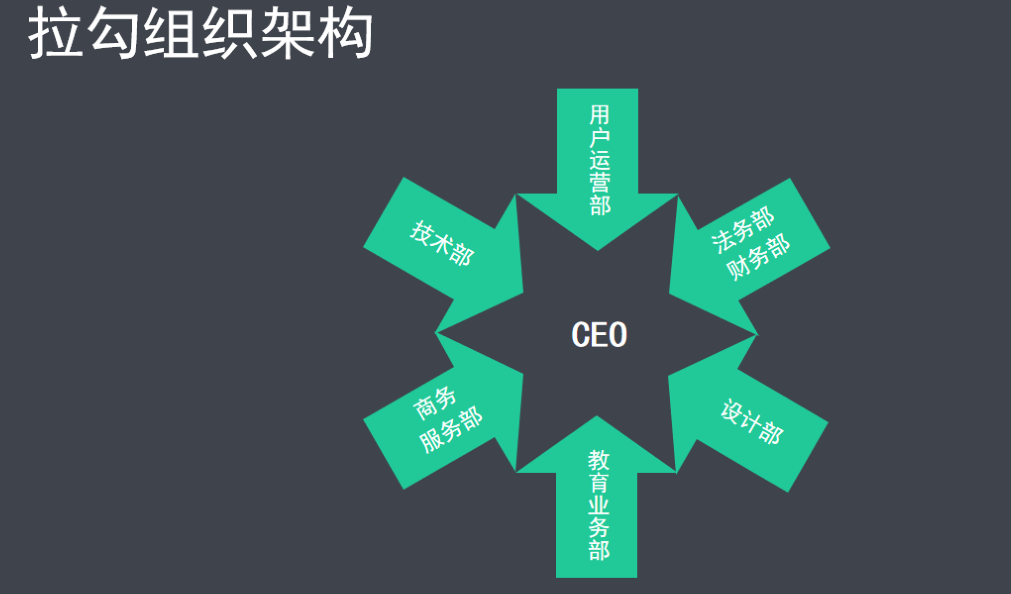 拉勾组织架构
用户运营部
技术部
法务部
财务部
CEO
商务
服务部
设计部
教育业务部